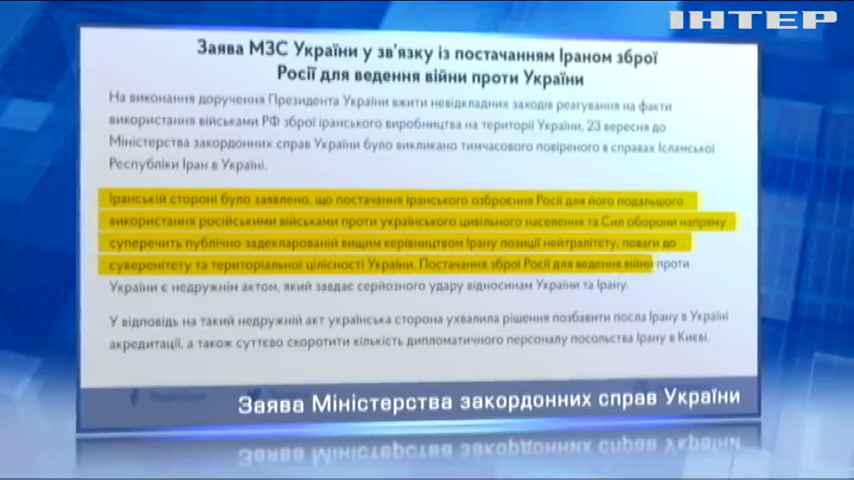 ІНТЕР
Заява МЗС України у зв'язку із постачанням Іраном зброї
Росії для ведення війни проти України
На виконання доручення Президента України вжити невідкладних заходів реагування на факти
використання військами РФ зброї іранського виробництва на території України, 23 вересня до
Міністерства закордонних справ України було викликано тимчасового повіреного в справах Ісламської
Республіки Іран в Україні.
Іранській стороні було заявлено, що постачання іранського озброєння Росії для його подальшого
використання російськими військами проти українського цивільного населення та Сил оборони напряму
суперечить публічно задекларованій вищим керівництвом Ірану позиції нейтралітету, поваги до
суверенітету та територіальної цілісності України. Постачання зброї Росії для ведення війни проти
України є недружнім актом, який завдає серйозного удару відносинам України та Ірану.
У відповідь на такий недружній акт українська сторона ухвалила рішення позбавити посла Ірану в Україні
акредитації, а також суттєво скоротити кількість дипломатичного персоналу посольства Ірану в Києві.
Заява Міністерства закордонних справ України